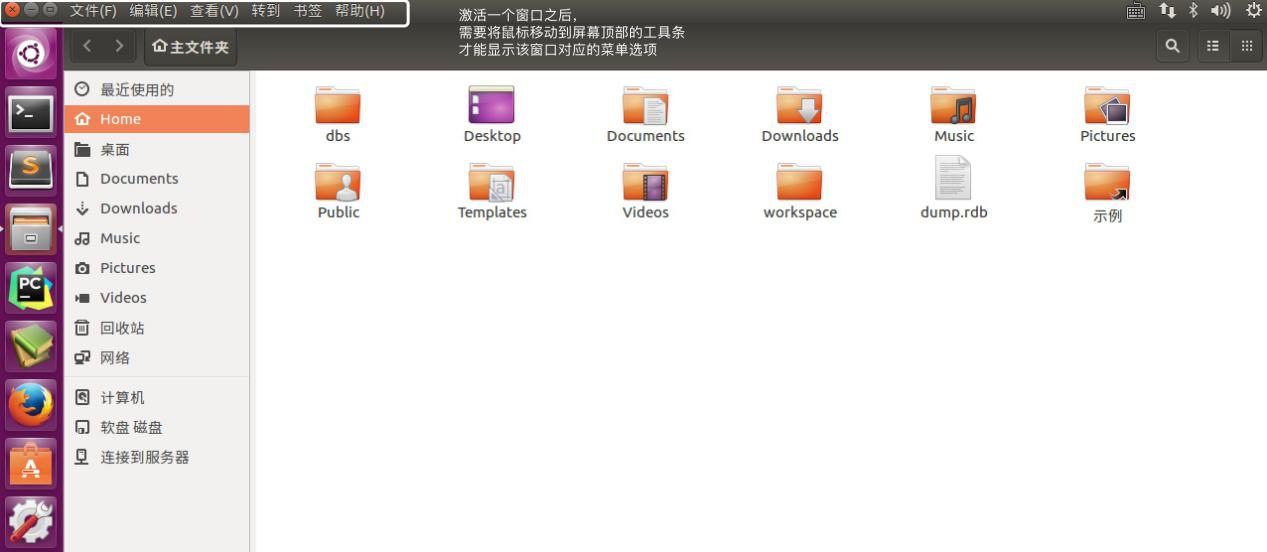 文件(F) 编辑(E) 查看(V) 转到 书签 帮助(H)
激活一个窗口之后,
需要将鼠标移动到屏幕顶部的工具条
才能显示该窗口对应的菜单选项
主文件夹
最近使用的
Home
桌面
Documents
Downloads
Music
Pictures
Videos
回收站
网络
计算机
软盘 磁盘
连接到服务器
dbs Desktop Documents Downloads Music Pictures
Public Templates Videos workspace dump.rdb 示例
>_
S
PC
A